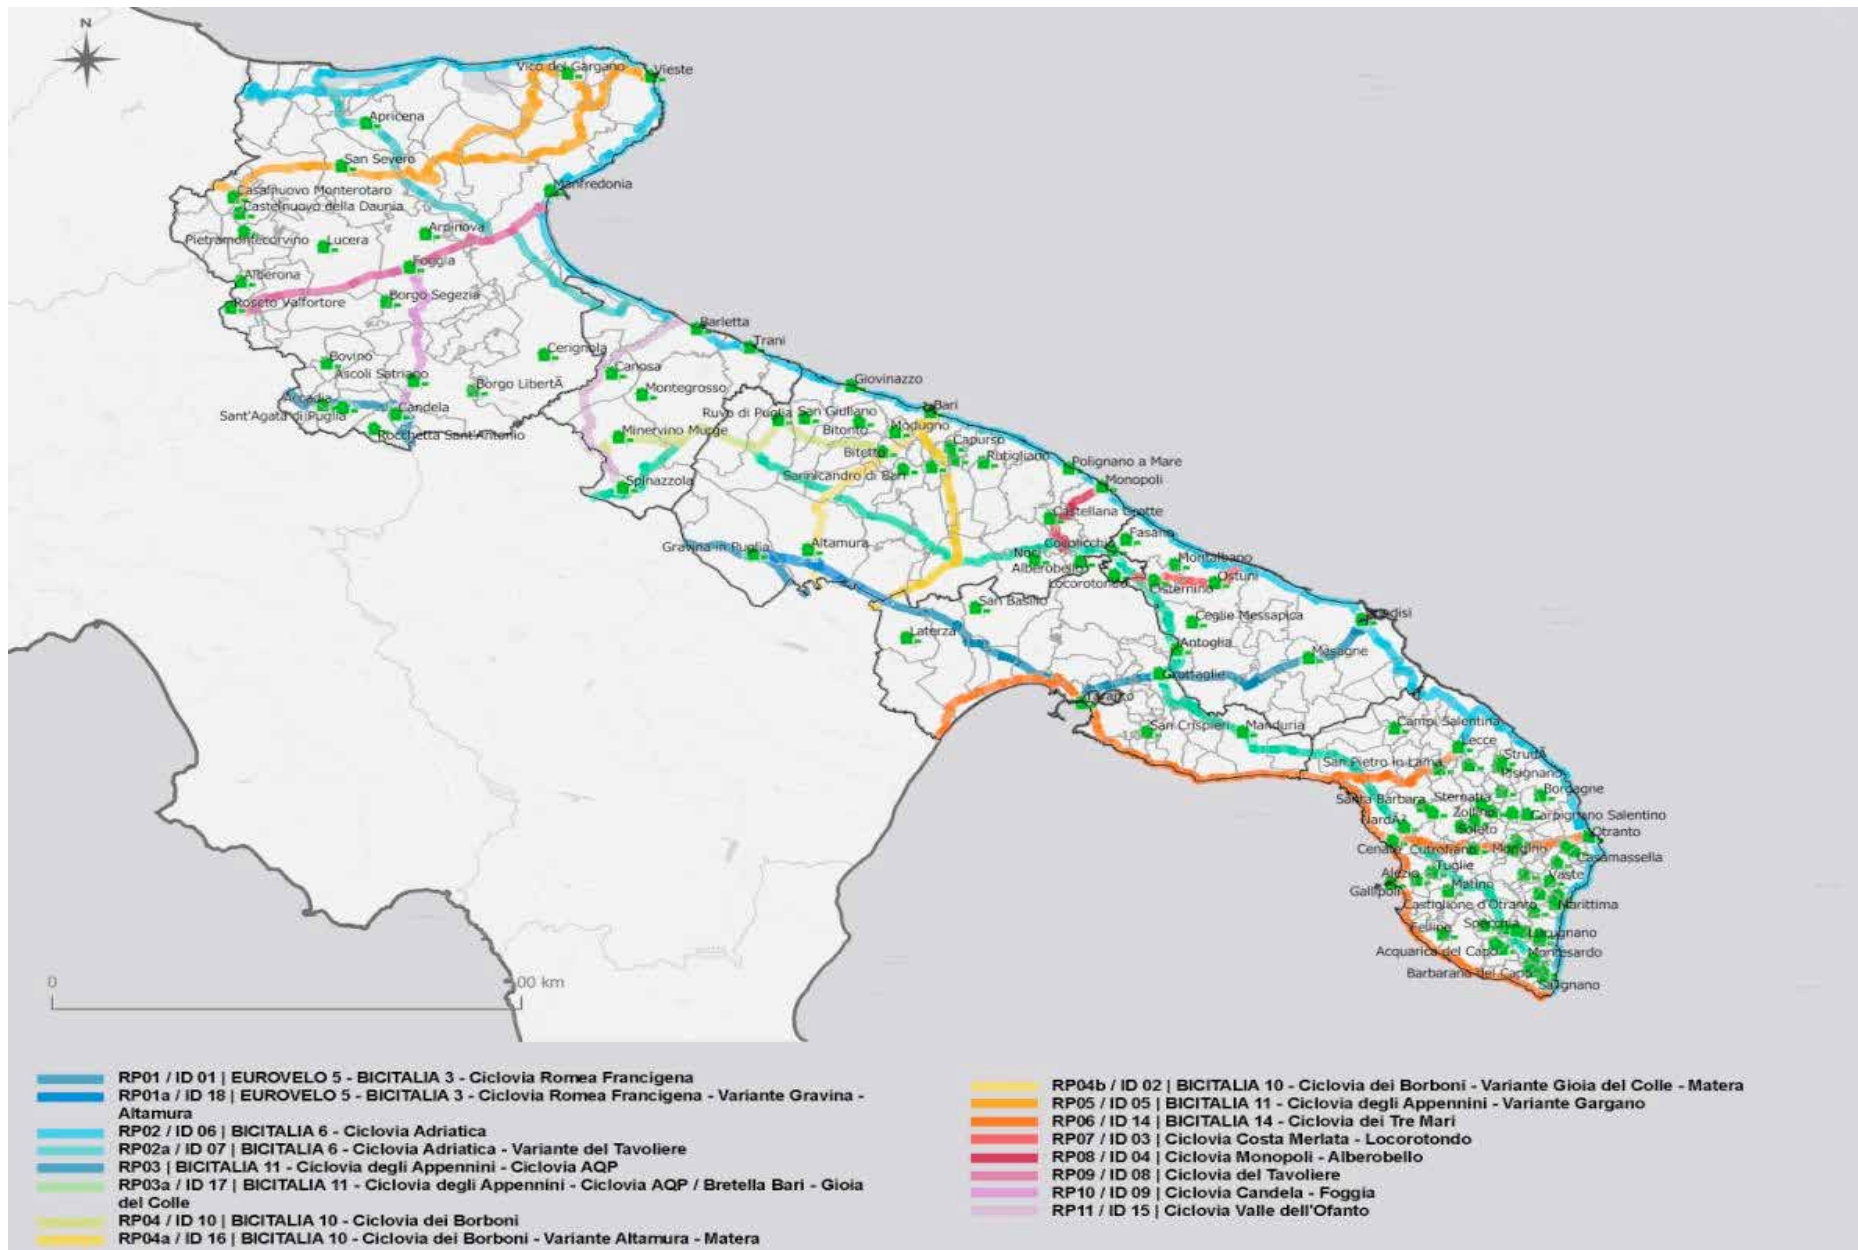 N
Vico del Gargano
Vieste
Apricena
San Severo
Manfredonia
Casalnuovo Monterotaro
Castelnuovo della Daunia
Arpinova
Pietramontecorvino
Lucera
Foggia
Alberona
Borgo Segezia
Roseto Valfortore
Barletta
Trani
Cerignola
Bovino
Canosa
Ascoli Satriano
Borgo LibertÃ
Montegrosso
Giovinazzo
Accadia
Candela
Bari
Sant'Agata di Puglia
Ruvo di Puglia
San Giuliano
Rocchetta Sant'Antonio
Minervino Murge
Bitonto
Modugno
Capurso
Bitetto
Rutigliano
Polignano a Mare
Sannicandro di Bari
Spinazzola
Monopoli
Castellana Grotte
Fasano
Gravina in Puglia
Altamura
Noci
Cocolicchio
Montalbano
Alberobello
Locorotondo
Cisternino
Ostuni
San Basilio
Ceglie Messapica
Laterza
Antoglia
Mesagne
Grottaglie
Taranto
San Crispieri
Manduria
Campi Salentina
Lecce
San Pietro in Lama
StrudÃ
Pisignano
Santa Barbara
Sternatia
Bordagne
Zollino
Carpignano Salentino
Soleto
Otranto
Cenate
Cutrofiano
Casamassella
Tuglie
Alezio
Vaste
Gallipoli
Matino
Castiglione d'Otranto
Marittima
Felline
Specchia
Lucugnano
Acquarica del Capo
Montesardo
Barbarano del Capo
Salignano
0
00 km
RP01 / ID 01 | EUROVELO 5 - BICITALIA 3 - Ciclovia Romea Francigena
RP01a / ID 18 | EUROVELO 5 - BICITALIA 3 - Ciclovia Romea Francigena - Variante Gravina -
Altamura
RP02 / ID 06 | BICITALIA 6 - Ciclovia Adriatica
RP02a / ID 07 | BICITALIA 6 - Ciclovia Adriatica - Variante del Tavoliere
RP03 | BICITALIA 11 - Ciclovia degli Appennini - Ciclovia AQP
RP03a / ID 17 | BICITALIA 11 - Ciclovia degli Appennini - Ciclovia AQP / Bretella Bari - Gioia
del Colle
RP04 / ID 10 | BICITALIA 10 - Ciclovia dei Borboni
RP04a / ID 16 | BICITALIA 10 - Ciclovia dei Borboni - Variante Altamura - Matera
RP04b / ID 02 | BICITALIA 10 - Ciclovia dei Borboni - Variante Gioia del Colle - Matera
RP05 / ID 05 | BICITALIA 11 - Ciclovia degli Appennini - Variante Gargano
RP06 / ID 14 | BICITALIA 14 - Ciclovia dei Tre Mari
RP07 / ID 03 | Ciclovia Costa Merlata - Locorotondo
RP08 / ID 04 | Ciclovia Monopoli - Alberobello
RP09 / ID 08 | Ciclovia del Tavoliere
RP10 / ID 09 | Ciclovia Candela - Foggia
RP11 / ID 15 | Ciclovia Valle dell'Ofanto